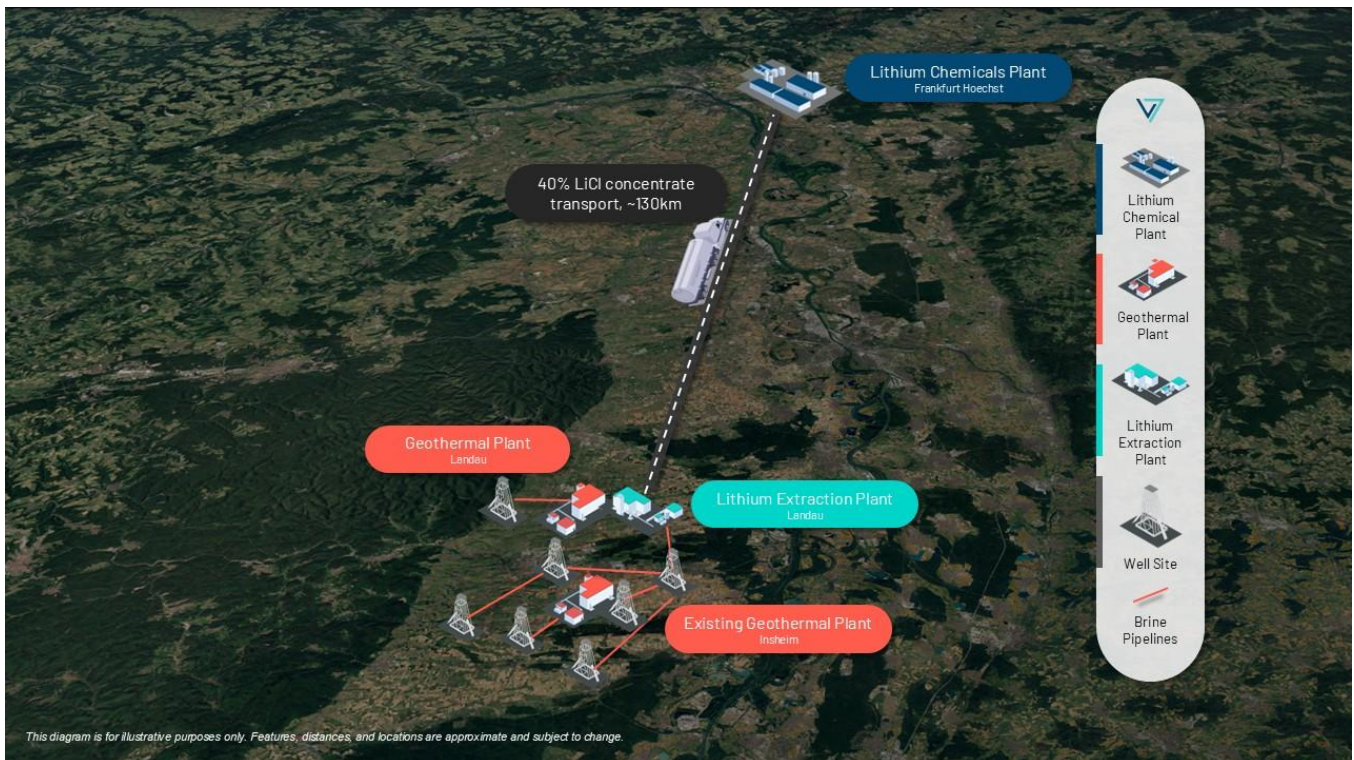 Lithium Chemicals Plant
Frankfurt Hoechst
40% LiCl concentrate
transport, ~130km
Geothermal Plant
Landau
Lithium Extraction Plant
Landau
Existing Geothermal Plant
Insheim
Lithium
Chemical
Plant
Geothermal
Plant
Lithium
Extraction
Plant
Well Site
Brine
Pipelines
This diagram is for illustrative purposes only. Features, distances, and locations are approximate and subject to change.